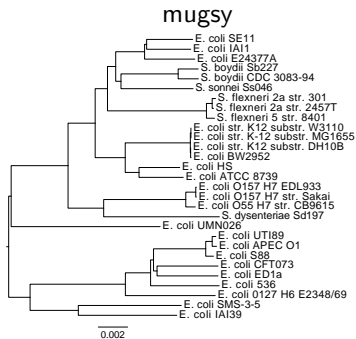 mugsy
E. coli SE11
E. coli IAI1
E. coli E24377A
S. boydii Sb227
S. boydii CDC 3083-94
S. sonnei Ss046
S. flexneri 2a str. 301
S. flexneri 2a str. 2457T
S. flexneri 5 str. 8401
E. coli str. K12 substr. W3110
E. coli str. K-12 substr. MG1655
E. coli str. K12 substr. DH10B
E. coli BW2952
E. coli HS
E. coli ATCC 8739
E. coli O157 H7 EDL933
E. coli O157 H7 str. Sakai
E. coli O55 H7 str. CB9615
S. dysenteriae Sd197
E. coli UMN026
E. coli UTI89
E. coli APEC O1
E. coli S88
E. coli CFT073
E. coli ED1a
E. coli 536
E. coli 0127 H6 E2348/69
E. coli SMS-3-5
E. coli IAI39
0.002